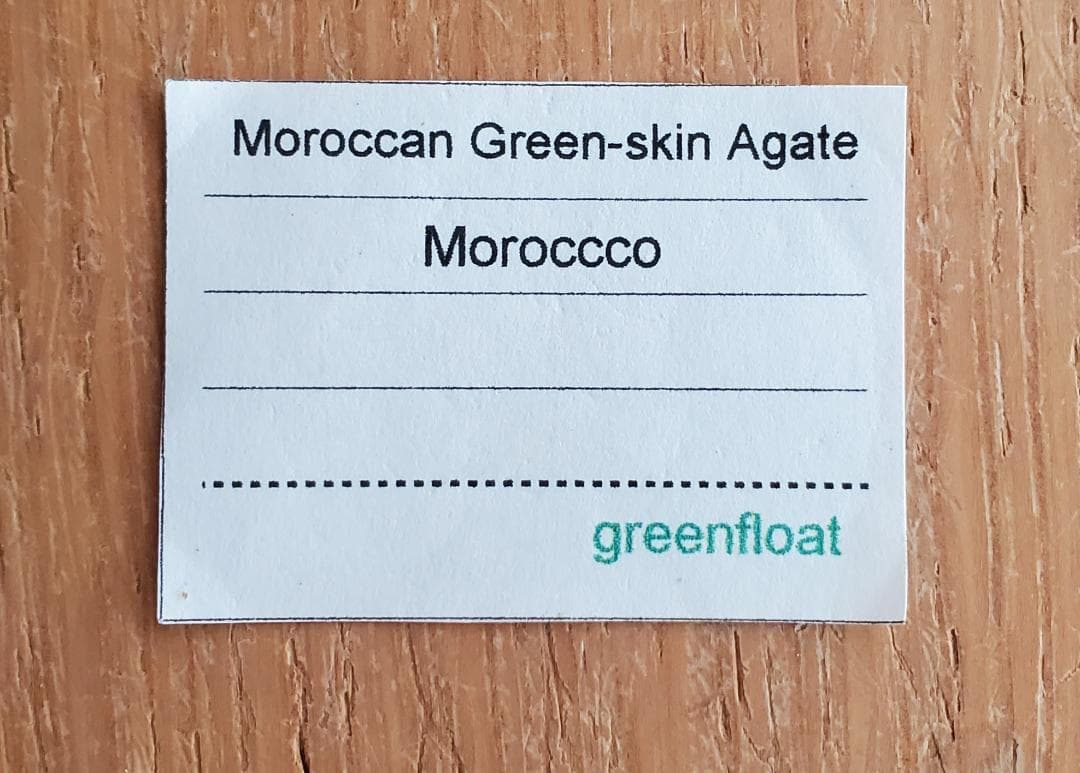 Moroccan Green-skin Agate
Moroccco
greenfloat